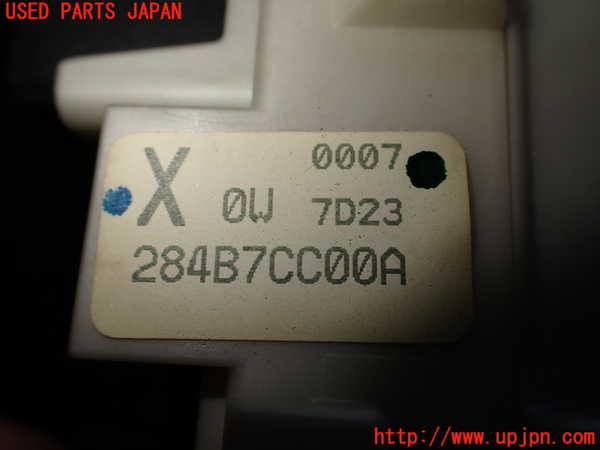 USED PARTS JAPAN
X 0007
0W 7D23
284B7CC00A
http://www.upjpn.com/